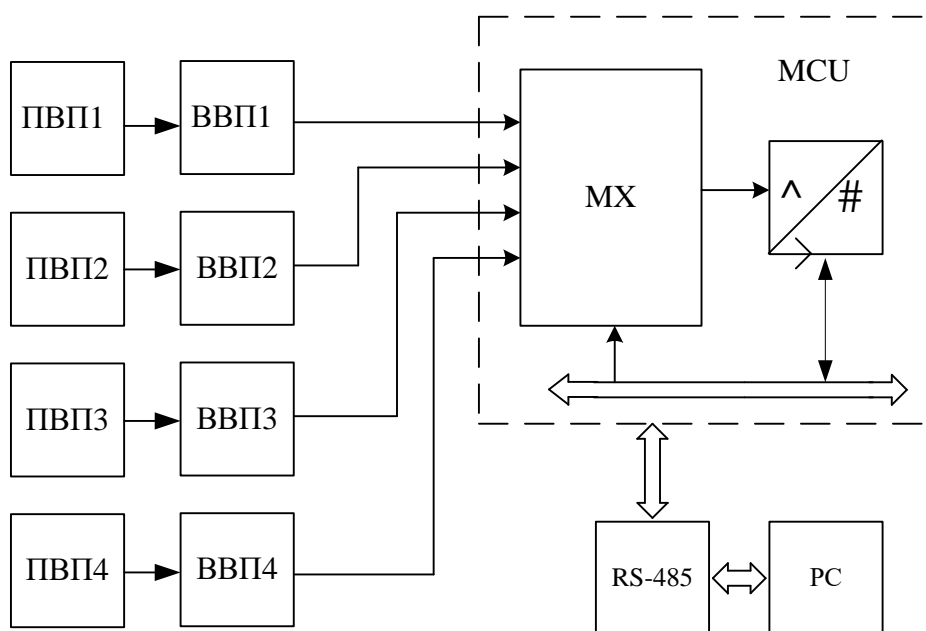 MCU
ПВП1 ВВП1
MX
^ #
ПВП2 ВВП2
ПВП3 ВВП3
ПВП4 ВВП4
RS-485 PC